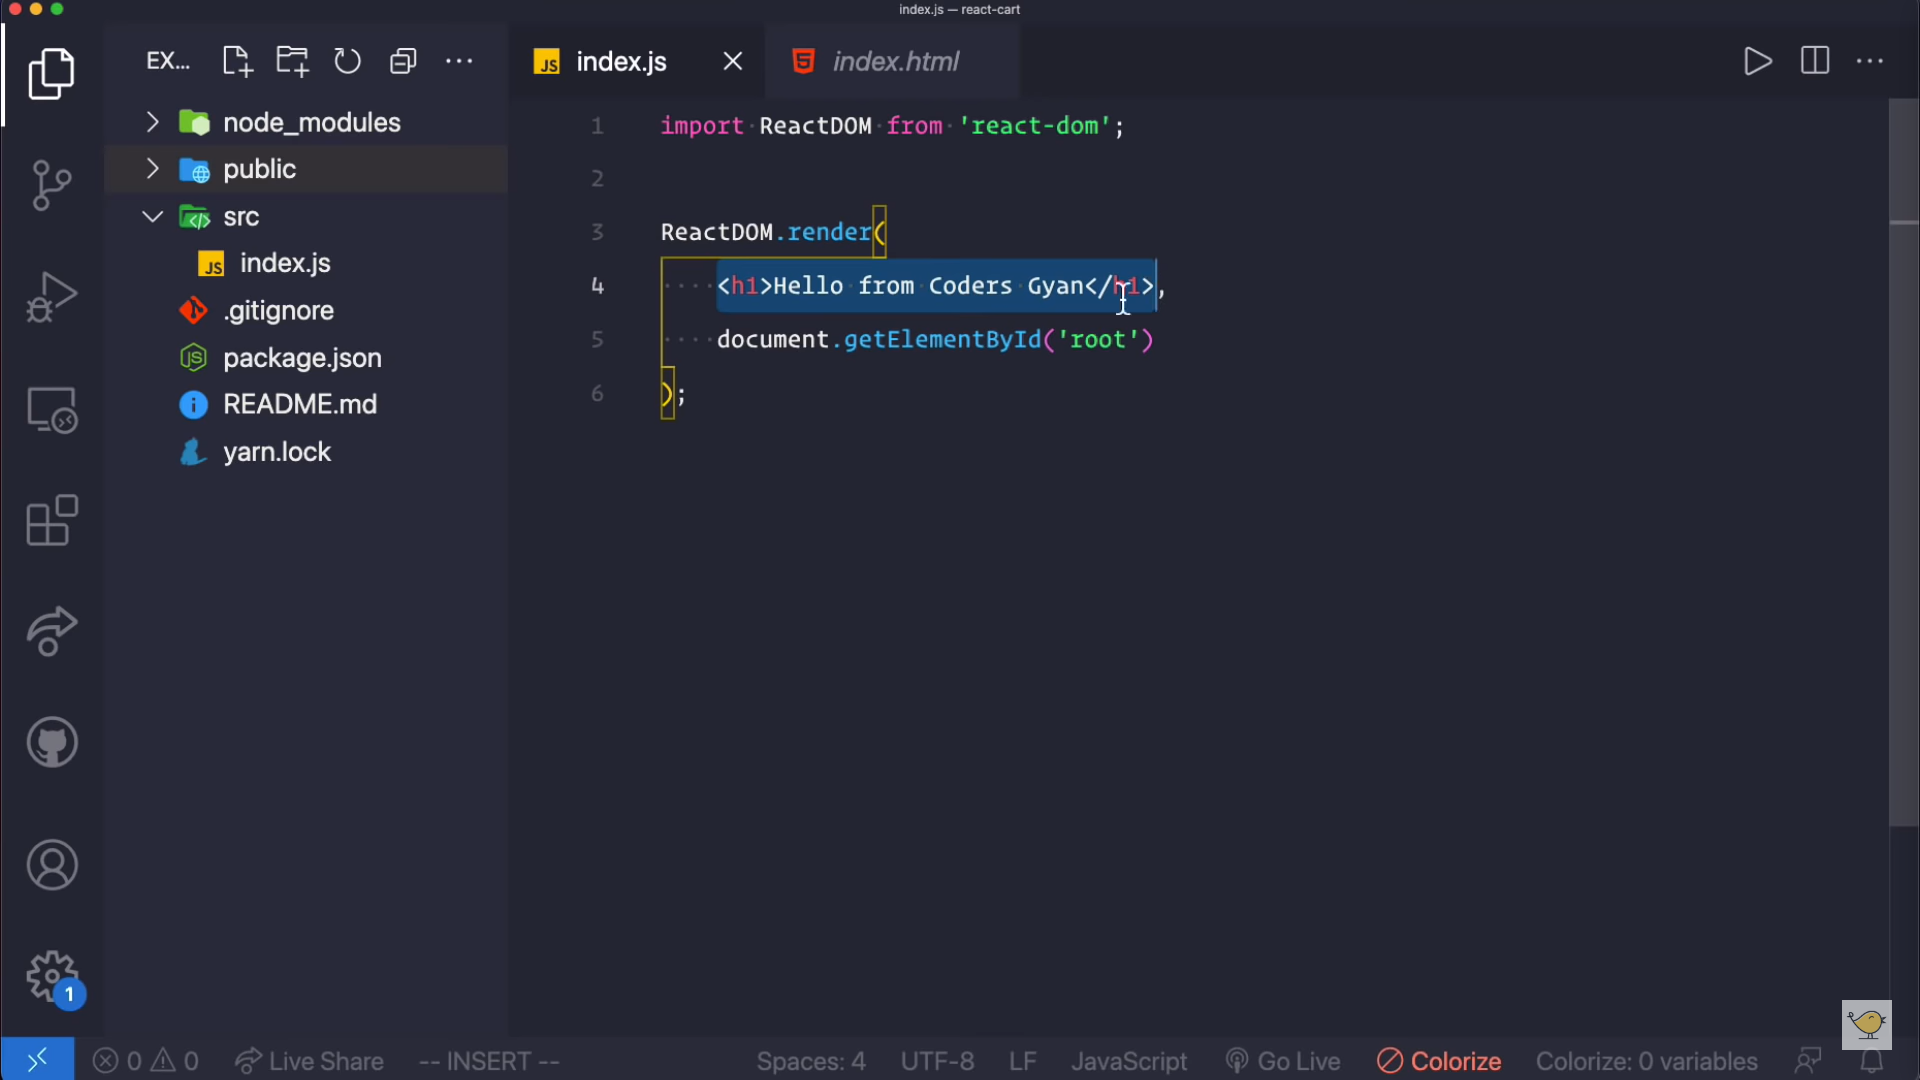 index.js — react-cart
EX...
index.js
index.html
node_modules
public
src
index.js
.gitignore
package.json
README.md
yarn.lock
1 import ReactDOM from 'react-dom';
2
3 ReactDOM.render(
4 <h1>Hello from Coders Gyan</h1>,
5 document.getElementById('root')
6 );
1
0 0 Live Share -- INSERT -- Spaces: 4 UTF-8 LF JavaScript Go Live Colorize Colorize: 0 variables